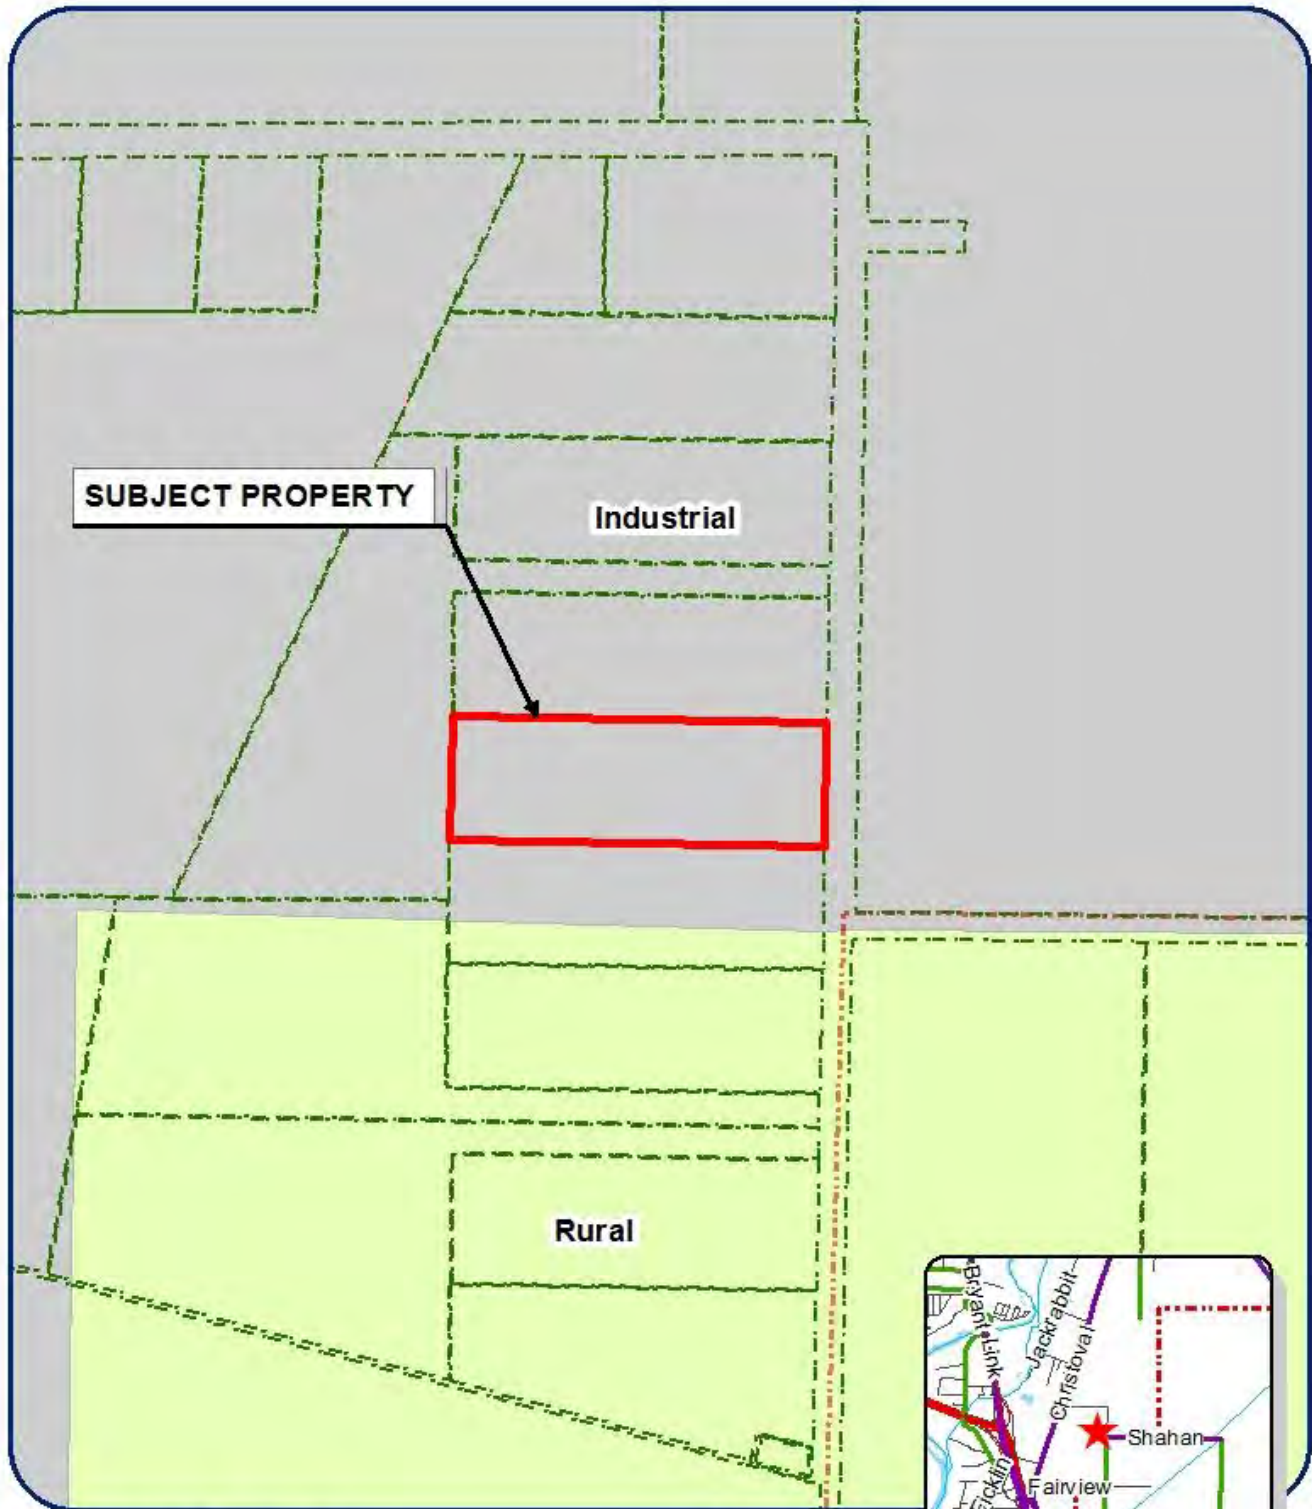 SUBJECT PROPERTY
Industrial
Rural
Bryant
Link
Jackrabbit
Christoval
Shahan
Fairview